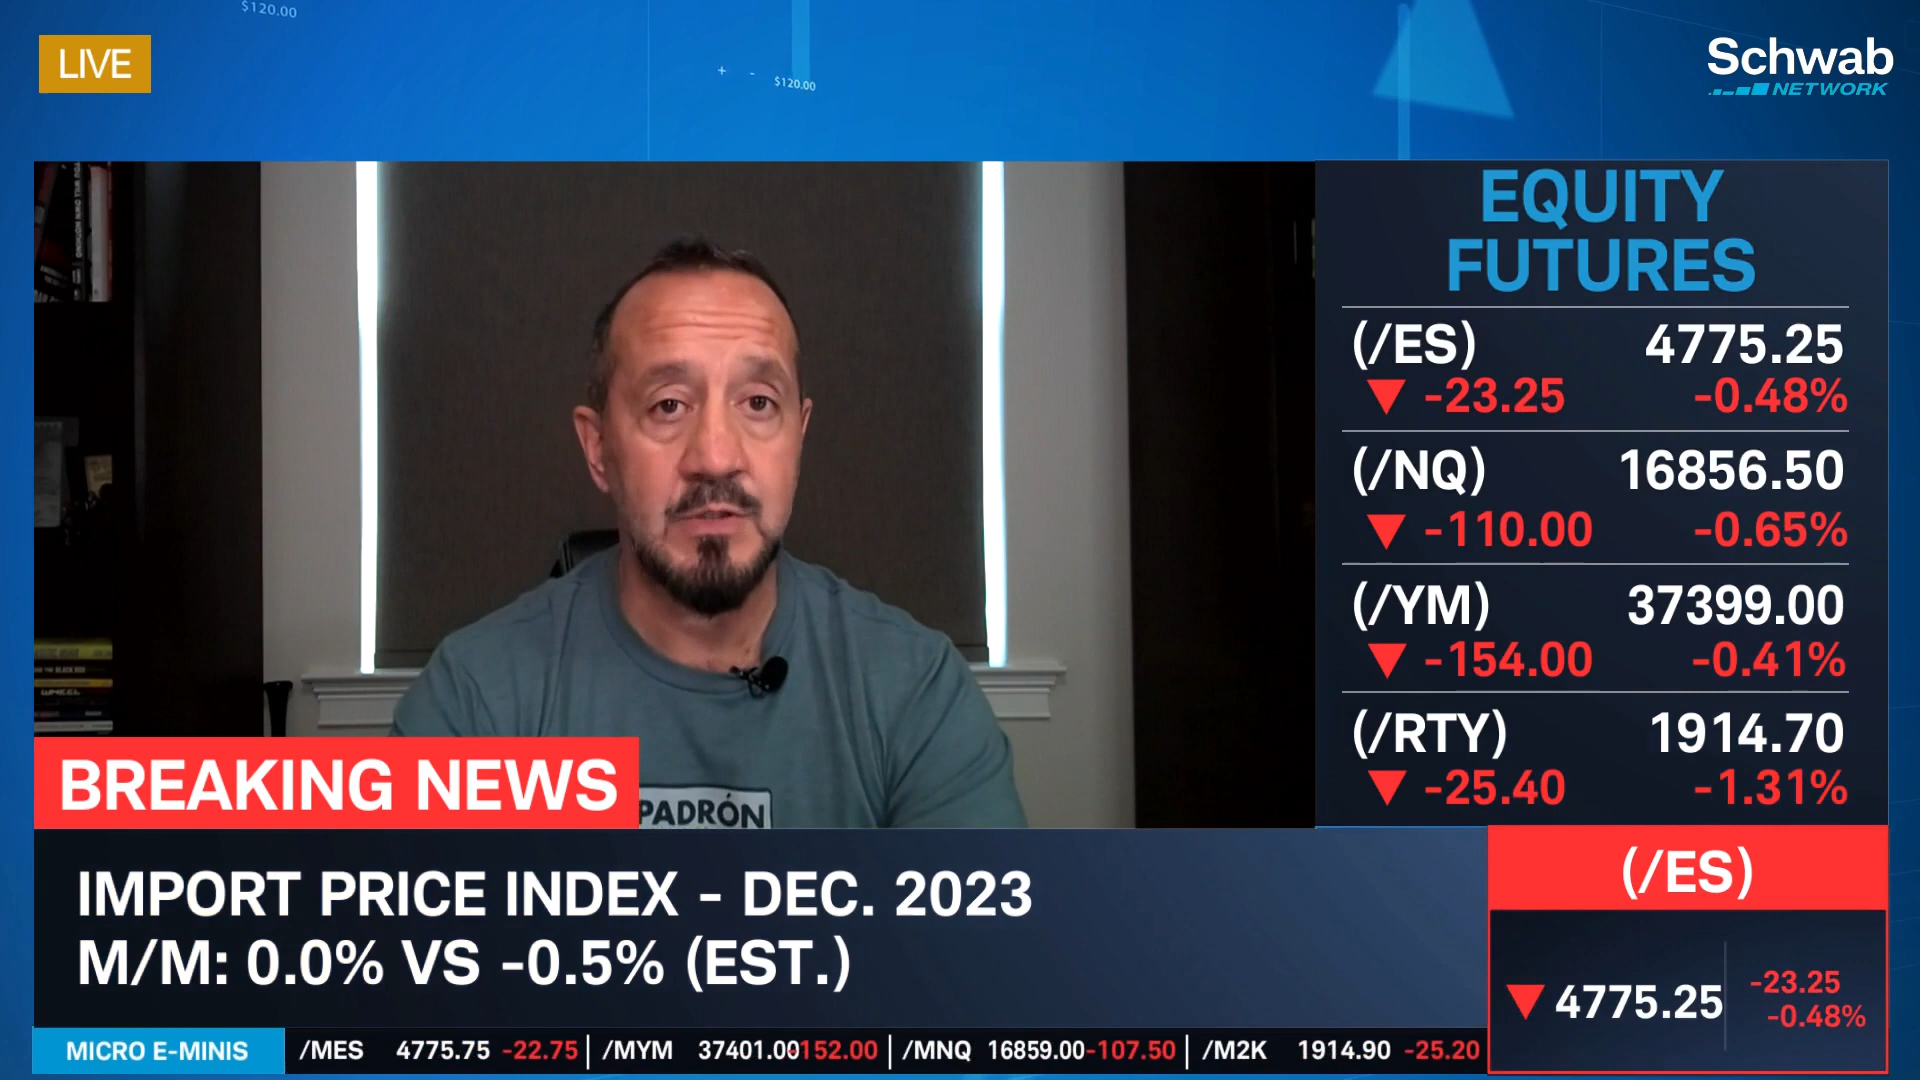 $120.00
LIVE
+ - $120.00
Schwab
NETWORK
EQUITY
FUTURES
(/ES) 4775.25
▼ -23.25 -0.48%
(/NQ) 16856.50
▼ -110.00 -0.65%
(/YM) 37399.00
▼ -154.00 -0.41%
(/RTY) 1914.70
▼ -25.40 -1.31%
WHEEL
BREAKING NEWS
PADRÓN
IMPORT PRICE INDEX - DEC. 2023
M/M: 0.0% VS -0.5% (EST.)
(/ES)
▼ 4775.25 -23.25
-0.48%
MICRO E-MINIS /MES 4775.75 -22.75 /MYM 37401.00 -152.00 /MNQ 16859.00 -107.50 /M2K 1914.90 -25.20